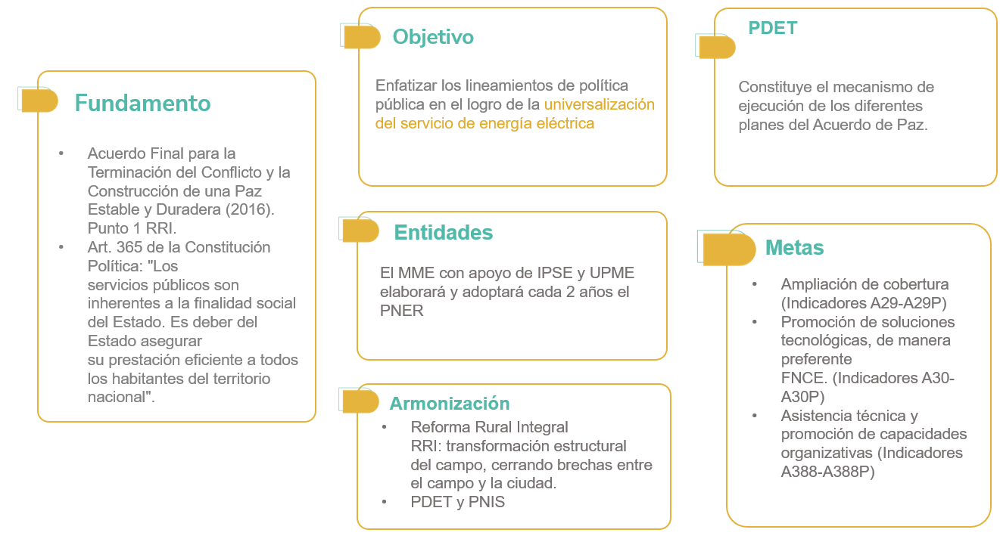 Fundamento
• Acuerdo Final para la
Terminación del Conflicto y la
Construcción de una Paz
Estable y Duradera (2016).
Punto 1 RRI.
• Art. 365 de la Constitución
Política: "Los
servicios públicos son
inherentes a la finalidad social
del Estado. Es deber del
Estado asegurar
su prestación eficiente a todos
los habitantes del territorio
nacional".
Objetivo
Enfatizar los lineamientos de política
pública en el logro de la universalización
del servicio de energía eléctrica
Entidades
El MME con apoyo de IPSE y UPME
elaborará y adoptará cada 2 años el
PNER
Armonización
• Reforma Rural Integral
RRI: transformación estructural
del campo, cerrando brechas entre
el campo y la ciudad.
• PDET y PNIS
PDET
Constituye el mecanismo de
ejecución de los diferentes
planes del Acuerdo de Paz.
Metas
• Ampliación de cobertura
(Indicadores A29-A29P)
• Promoción de soluciones
tecnológicas, de manera
preferente
FNCE. (Indicadores A30-
A30P)
• Asistencia técnica y
promoción de capacidades
organizativas (Indicadores
A388-A388P)